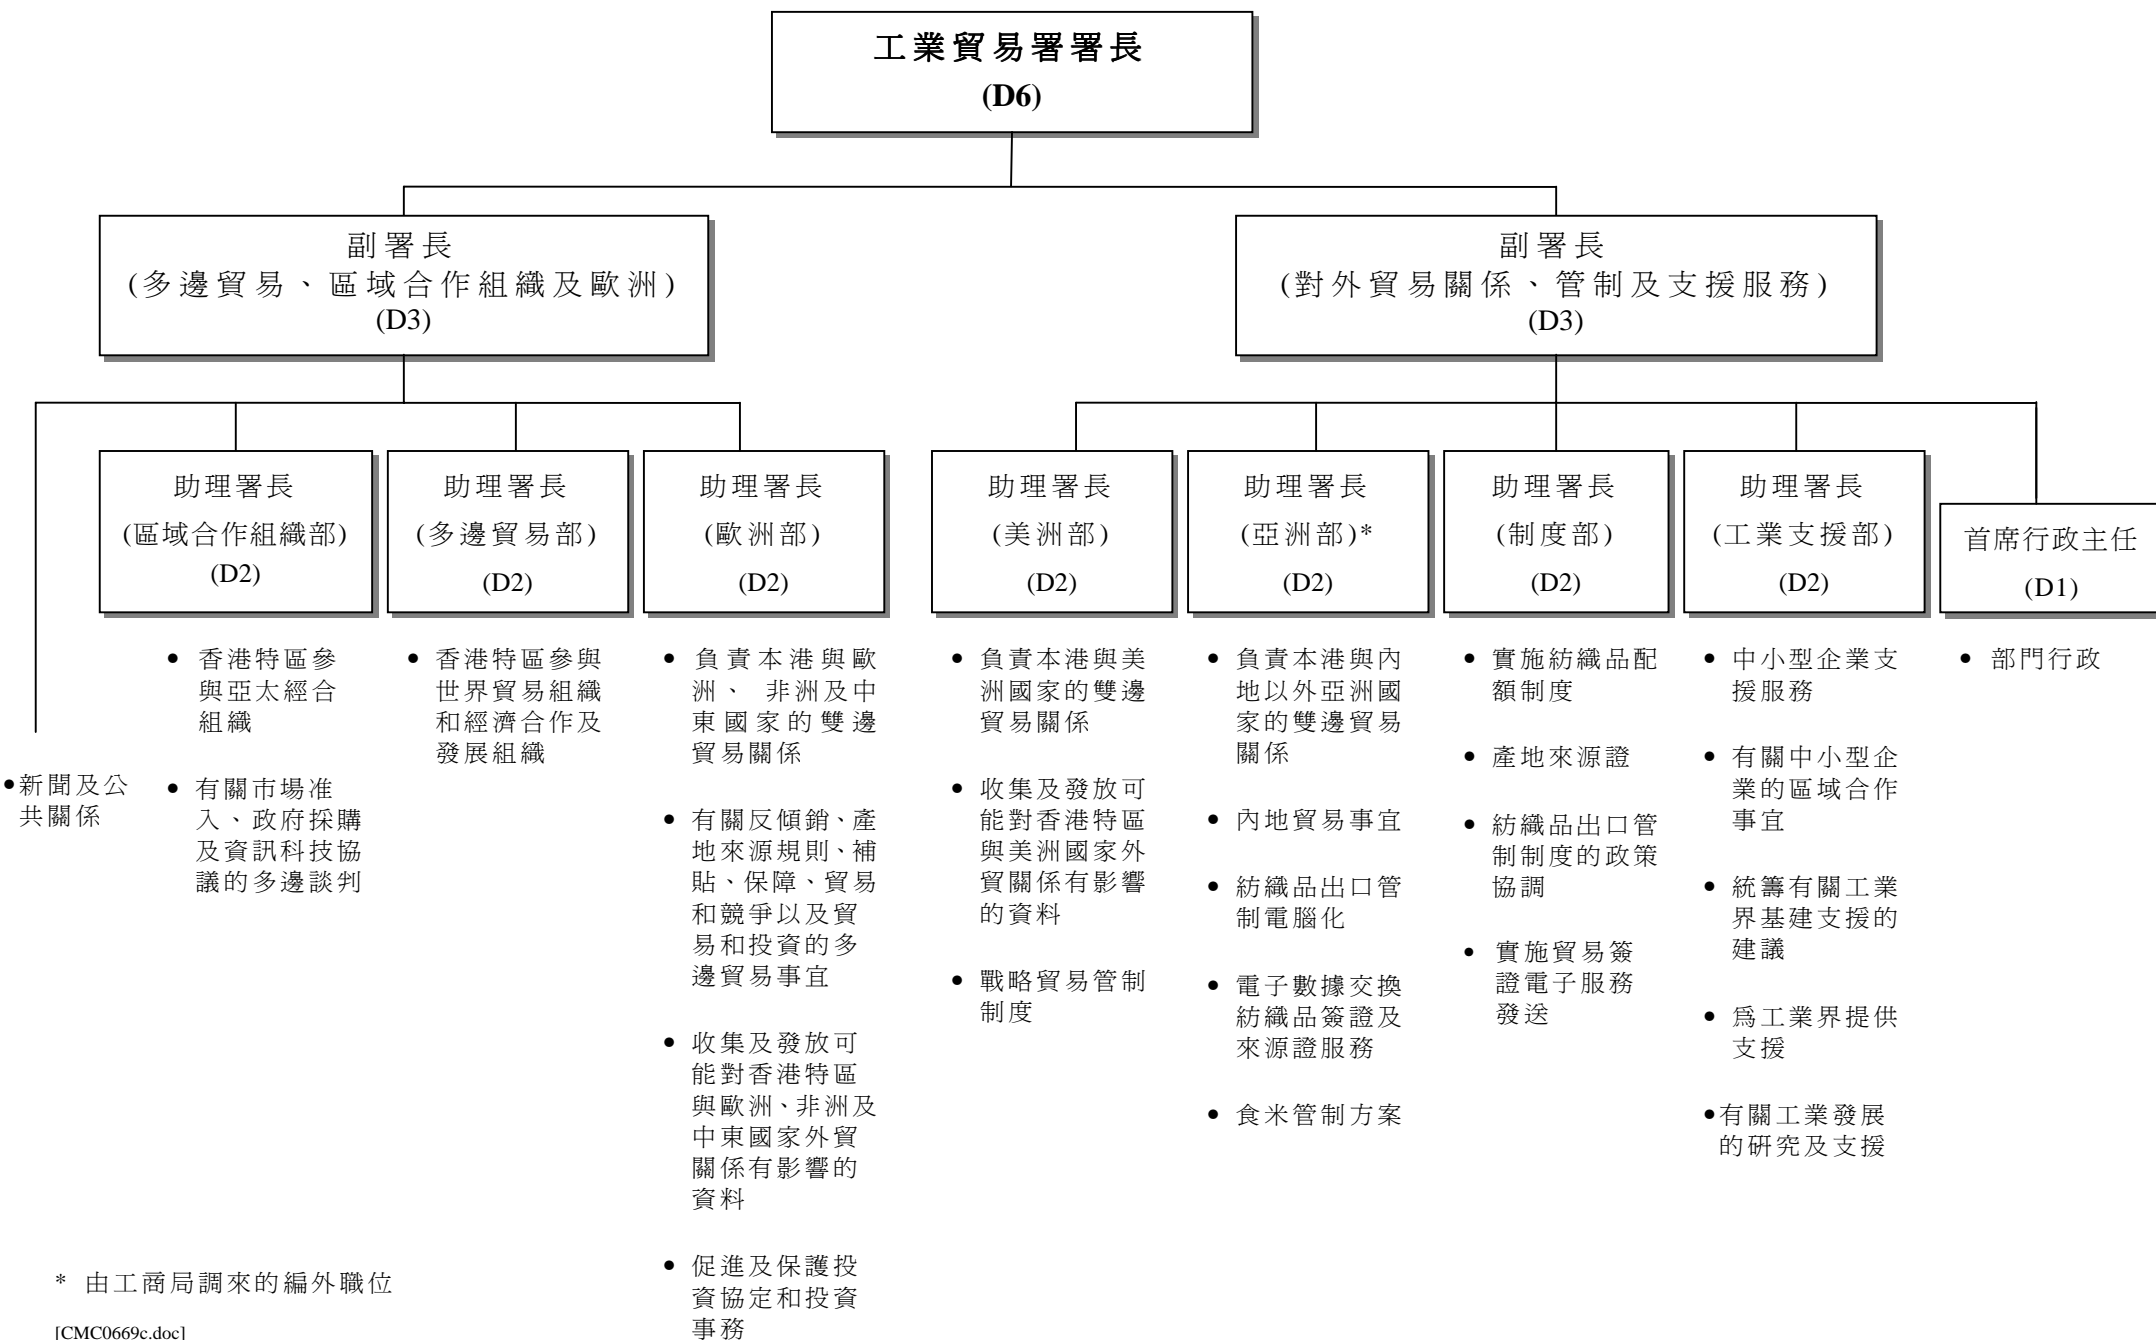 工業貿易署署長
(D6)
副署長
(多邊貿易、區域合作組織及歐洲)
(D3)
副署長
(對外貿易關係、管制及支援服務)
(D3)
助理署長
(區域合作組織部)
(D2)
助理署長
(多邊貿易部)
(D2)
助理署長
(歐洲部)
(D2)
助理署長
(美洲部)
(D2)
助理署長
(亞洲部)*
(D2)
助理署長
(制度部)
(D2)
助理署長
(工業支援部)
(D2)
首席行政主任
(D1)
•新聞及公
共關係
• 香港特區參
與亞太經合
組織
• 有關市場准
入、政府採購
及資訊科技協
議的多邊談判
• 香港特區參與
世界貿易組織
和經濟合作及
發展組織
• 負責本港與歐
洲、 非洲及中
東國家的雙邊
貿易關係
• 有關反傾銷、產
地來源規則、補
貼、保障、貿易
和競爭以及貿
易和投資的多
邊貿易事宜
• 收集及發放可
能對香港特區
與歐洲、非洲及
中東國家外貿
關係有影響的
資料
• 促進及保護投
資協定和投資
事務
• 負責本港與美
洲國家的雙邊
貿易關係
• 收集及發放可
能對香港特區
與美洲國家外
貿關係有影響
的資料
• 戰略貿易管制
制度
• 負責本港與內
地以外亞洲國
家的雙邊貿易
關係
• 內地貿易事宜
• 紡織品出口管
制電腦化
• 電子數據交換
紡織品簽證及
來源證服務
• 食米管制方案
• 實施紡織品配
額制度
• 產地來源證
• 紡織品出口管
制制度的政策
協調
• 實施貿易簽
證電子服務
發送
• 中小型企業支
援服務
• 有關中小型企
業的區域合作
事宜
• 統籌有關工業
界基建支援的
建議
• 爲工業界提供
支援
•有關工業發展
的研究及支援
• 部門行政
* 由工商局調來的編外職位
[CMC0669c.doc]